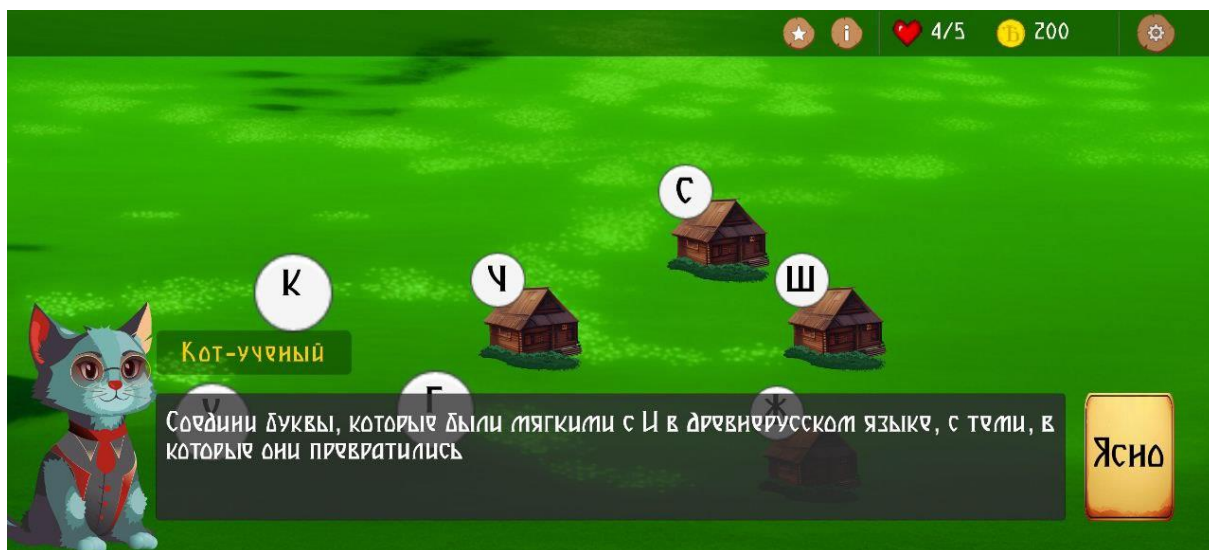 4/5
200
С
К
Ч
Ш
Кот-ученый
Г
Ж
Соедини буквы, которые были мягкими с И в древнерусском языке, с теми, в
которые они превратились
Ясно